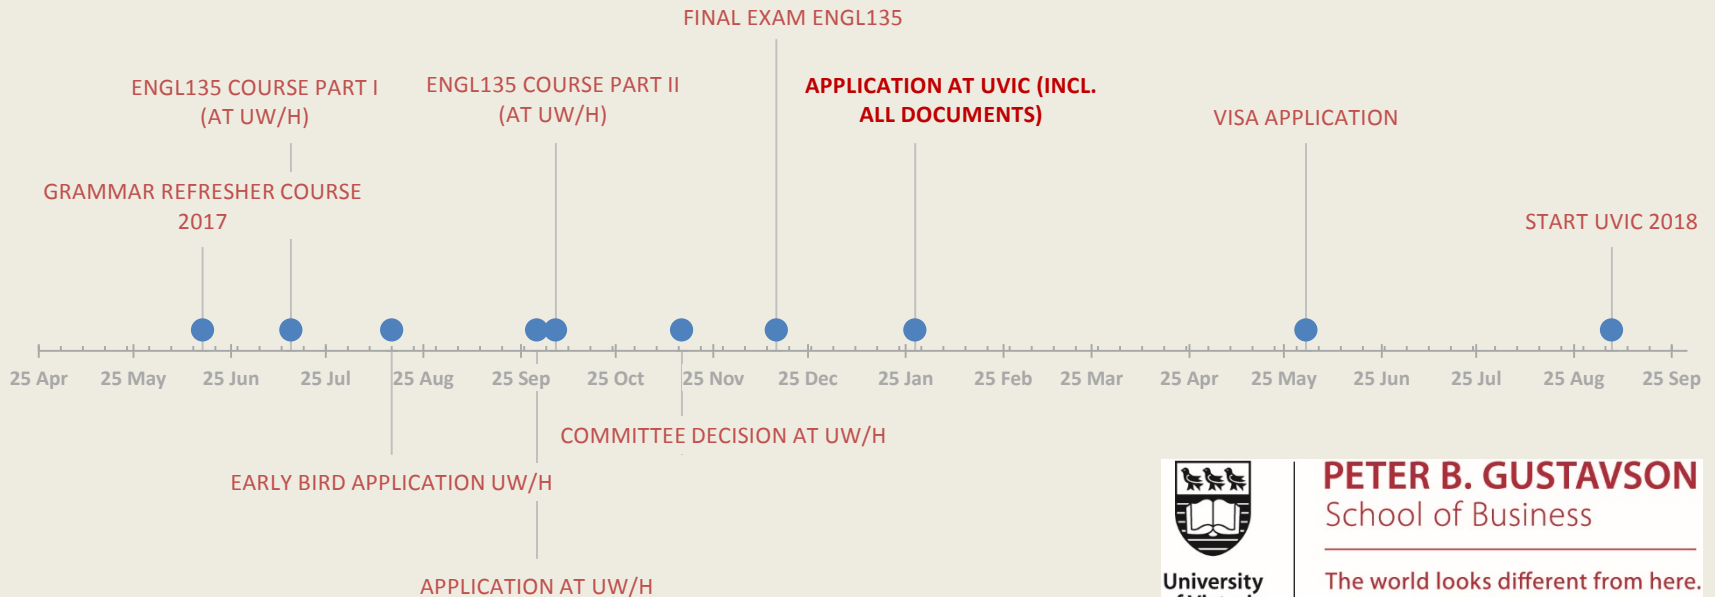 FINAL EXAM ENGL135
ENGL135 COURSE PART I
(AT UW/H)
ENGL135 COURSE PART II
(AT UW/H)
APPLICATION AT UVIC (INCL.
ALL DOCUMENTS)
VISA APPLICATION
GRAMMAR REFRESHER COURSE
2017
START UVIC 2018
25 Apr 25 May 25 Jun 25 Jul 25 Aug 25 Sep 25 Oct 25 Nov 25 Dec 25 Jan 25 Feb 25 Mar 25 Apr 25 May 25 Jun 25 Jul 25 Aug 25 Sep
COMMITTEE DECISION AT UW/H
EARLY BIRD APPLICATION UW/H
APPLICATION AT UW/H
PETER B. GUSTAVSON
School of Business
University
The world looks different from here.